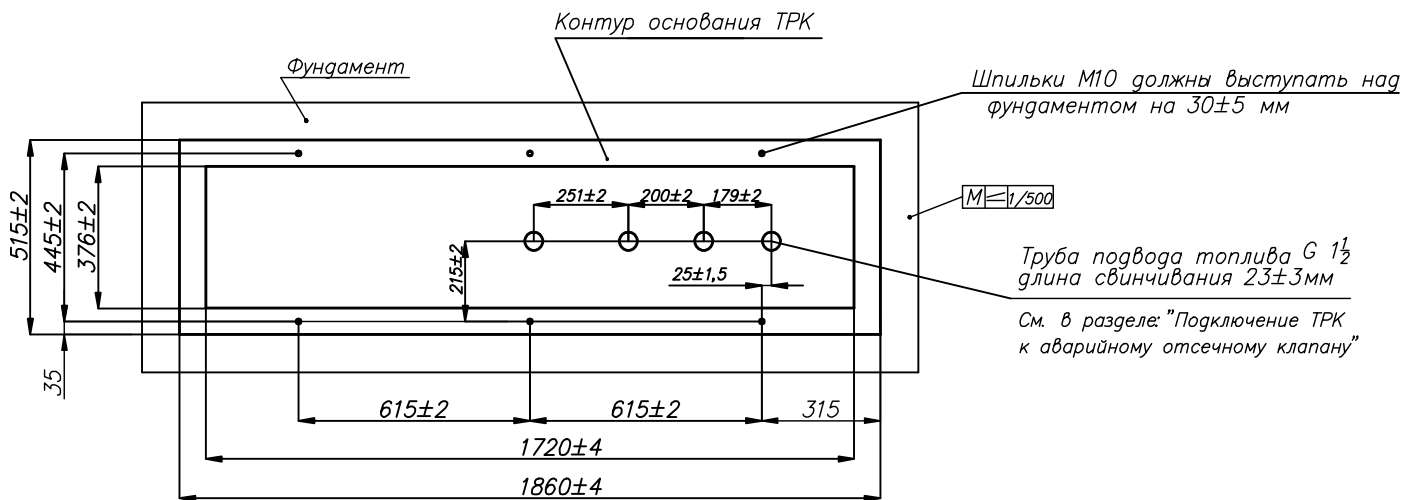 Контур основания ТРК
Фундамент
Шпильки М10 должны выступать над
фундаментом на 30±5 мм
251±2
200±2
179±2
М 1/500
515±2
445±2
376±2
215±2
25±1,5
Труба подвода топлива G 1½
длина свинчивания 23±3мм
См. в разделе:"Подключение ТРК
к аварийному отсечному клапану"
35
615±2
615±2
315
1720±4
1860±4